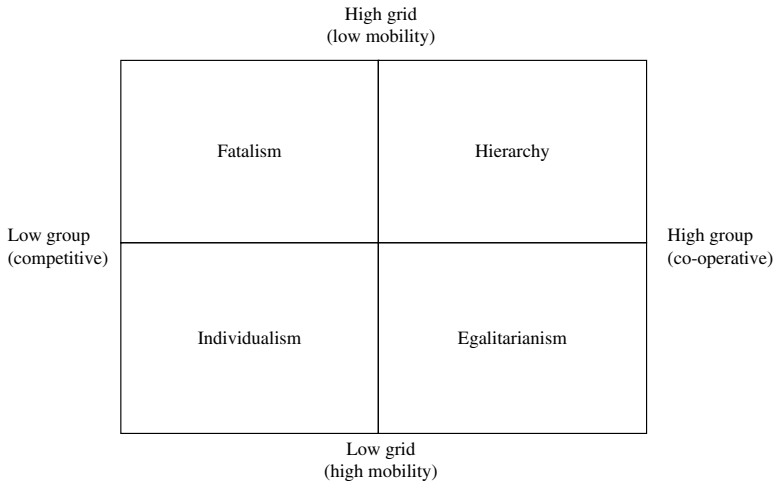 High grid
(low mobility)
Fatalism
Hierarchy
Low group
(competitive)
High group
(co-operative)
Individualism
Egalitarianism
Low grid
(high mobility)